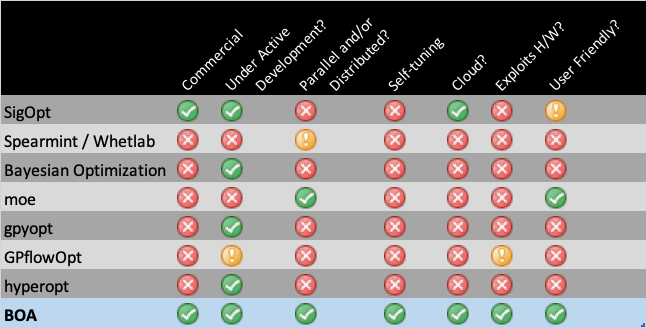 Commercial
Under Active
Development?
Parallel and/or
Distributed?
Self-tuning
Cloud?
Exploits H/W?
User Friendly?
SigOpt
Spearmint / Whetlab
Bayesian Optimization
moe
gpyopt
GPflowOpt
hyperopt
BOA